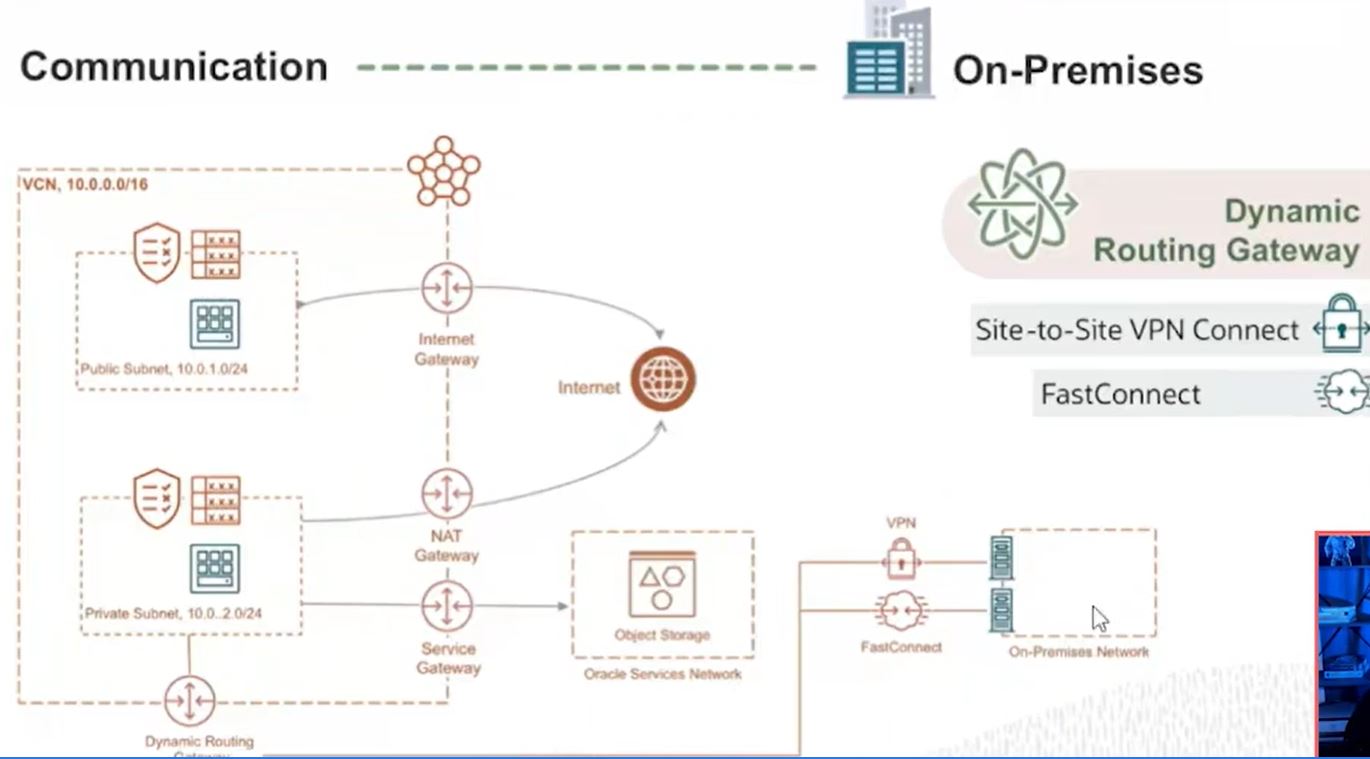 Communication
On-Premises
VCN, 10.0.0.0/16
Dynamic
Routing Gateway
Site-to-Site VPN Connect
FastConnect
Internet
Gateway
Public Subnet, 10.0.1.0/24
Internet
NAT
Gateway
Private Subnet, 10.0..2.0/24
Service
Gateway
Object Storage
Oracle Services Network
VPN
FastConnect
On-Premises Network
Dynamic Routing
Gateway